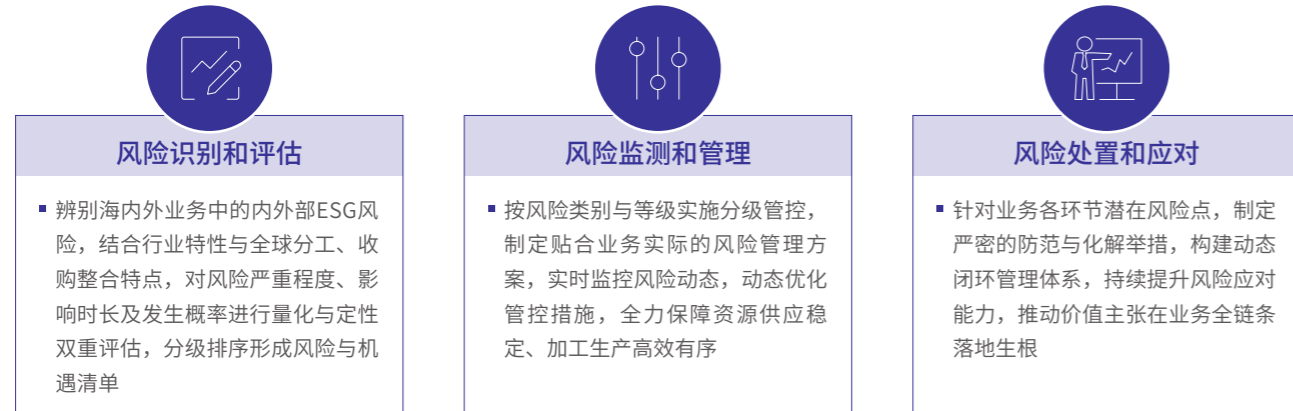 风险识别和评估
辨别海内外业务中的内外部ESG风
险，结合行业特性与全球分工、收
购整合特点，对风险严重程度、影
响时长及发生概率进行量化与定性
双重评估，分级排序形成风险与机
遇清单
风险监测和管理
按风险类别与等级实施分级管控，
制定贴合业务实际的风险管理方
案，实时监控风险动态，动态优化
管控措施，全力保障资源供应稳
定、加工生产高效有序
风险处置和应对
针对业务各环节潜在风险点，制定
严密的防范与化解举措，构建动态
闭环管理体系，持续提升风险应对
能力，推动价值主张在业务全链条
落地生根